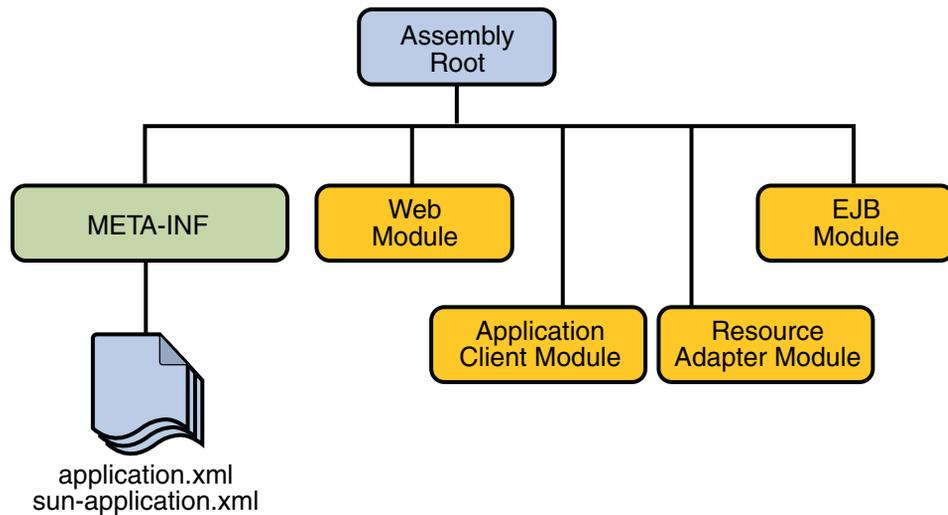 Assembly
Root
META-INF
Web
Module
EJB
Module
Application
Client Module
Resource
Adapter Module
application.xml
sun-application.xml